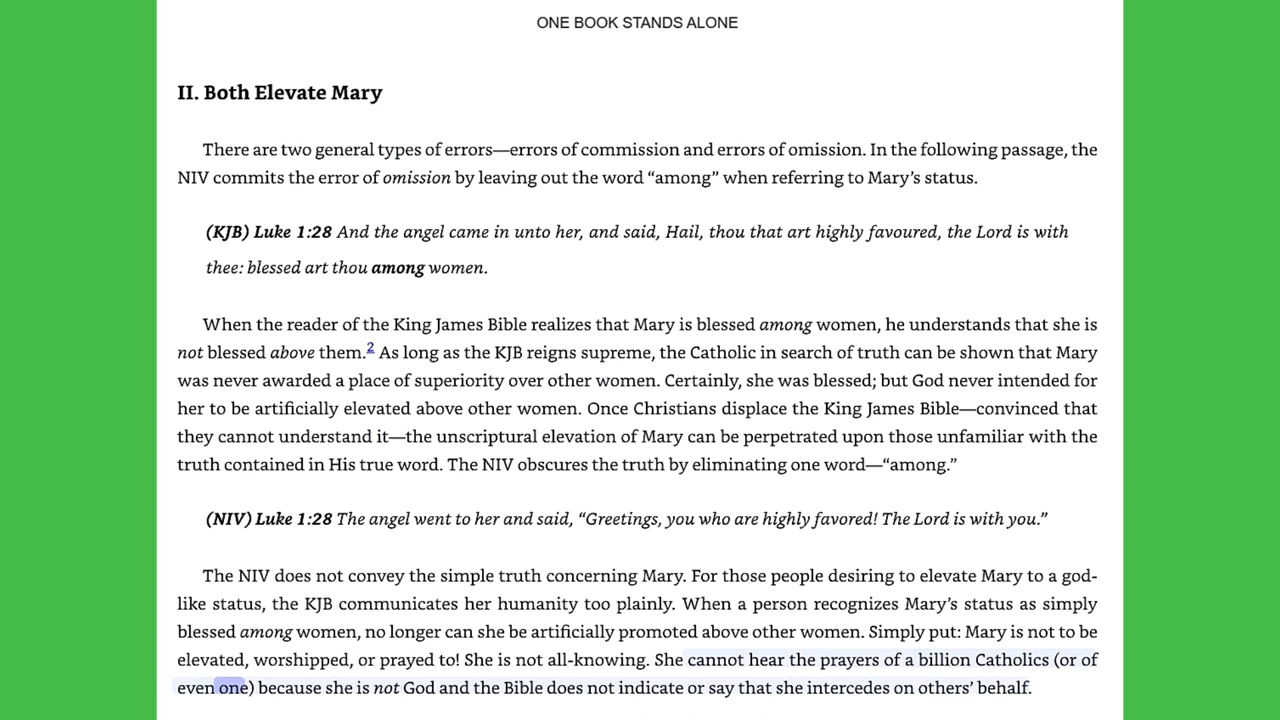 ONE BOOK STANDS ALONE
II. Both Elevate Mary
There are two general types of errors—errors of commission and errors of omission. In the following passage, the
NIV commits the error of omission by leaving out the word “among” when referring to Mary’s status.
(KJB) Luke 1:28 And the angel came in unto her, and said, Hail, thou that art highly favoured, the Lord is with
thee: blessed art thou among women.
When the reader of the King James Bible realizes that Mary is blessed among women, he understands that she is
not blessed above them.2 As long as the KJB reigns supreme, the Catholic in search of truth can be shown that Mary
was never awarded a place of superiority over other women. Certainly, she was blessed; but God never intended for
her to be artificially elevated above other women. Once Christians displace the King James Bible—convinced that
they cannot understand it—the unscriptural elevation of Mary can be perpetrated upon those unfamiliar with the
truth contained in His true word. The NIV obscures the truth by eliminating one word—“among.”
(NIV) Luke 1:28 The angel went to her and said, “Greetings, you who are highly favored! The Lord is with you.”
The NIV does not convey the simple truth concerning Mary. For those people desiring to elevate Mary to a god-
like status, the KJB communicates her humanity too plainly. When a person recognizes Mary’s status as simply
blessed among women, no longer can she be artificially promoted above other women. Simply put: Mary is not to be
elevated, worshipped, or prayed to! She is not all-knowing. She cannot hear the prayers of a billion Catholics (or of
even one) because she is not God and the Bible does not indicate or say that she intercedes on others’ behalf.